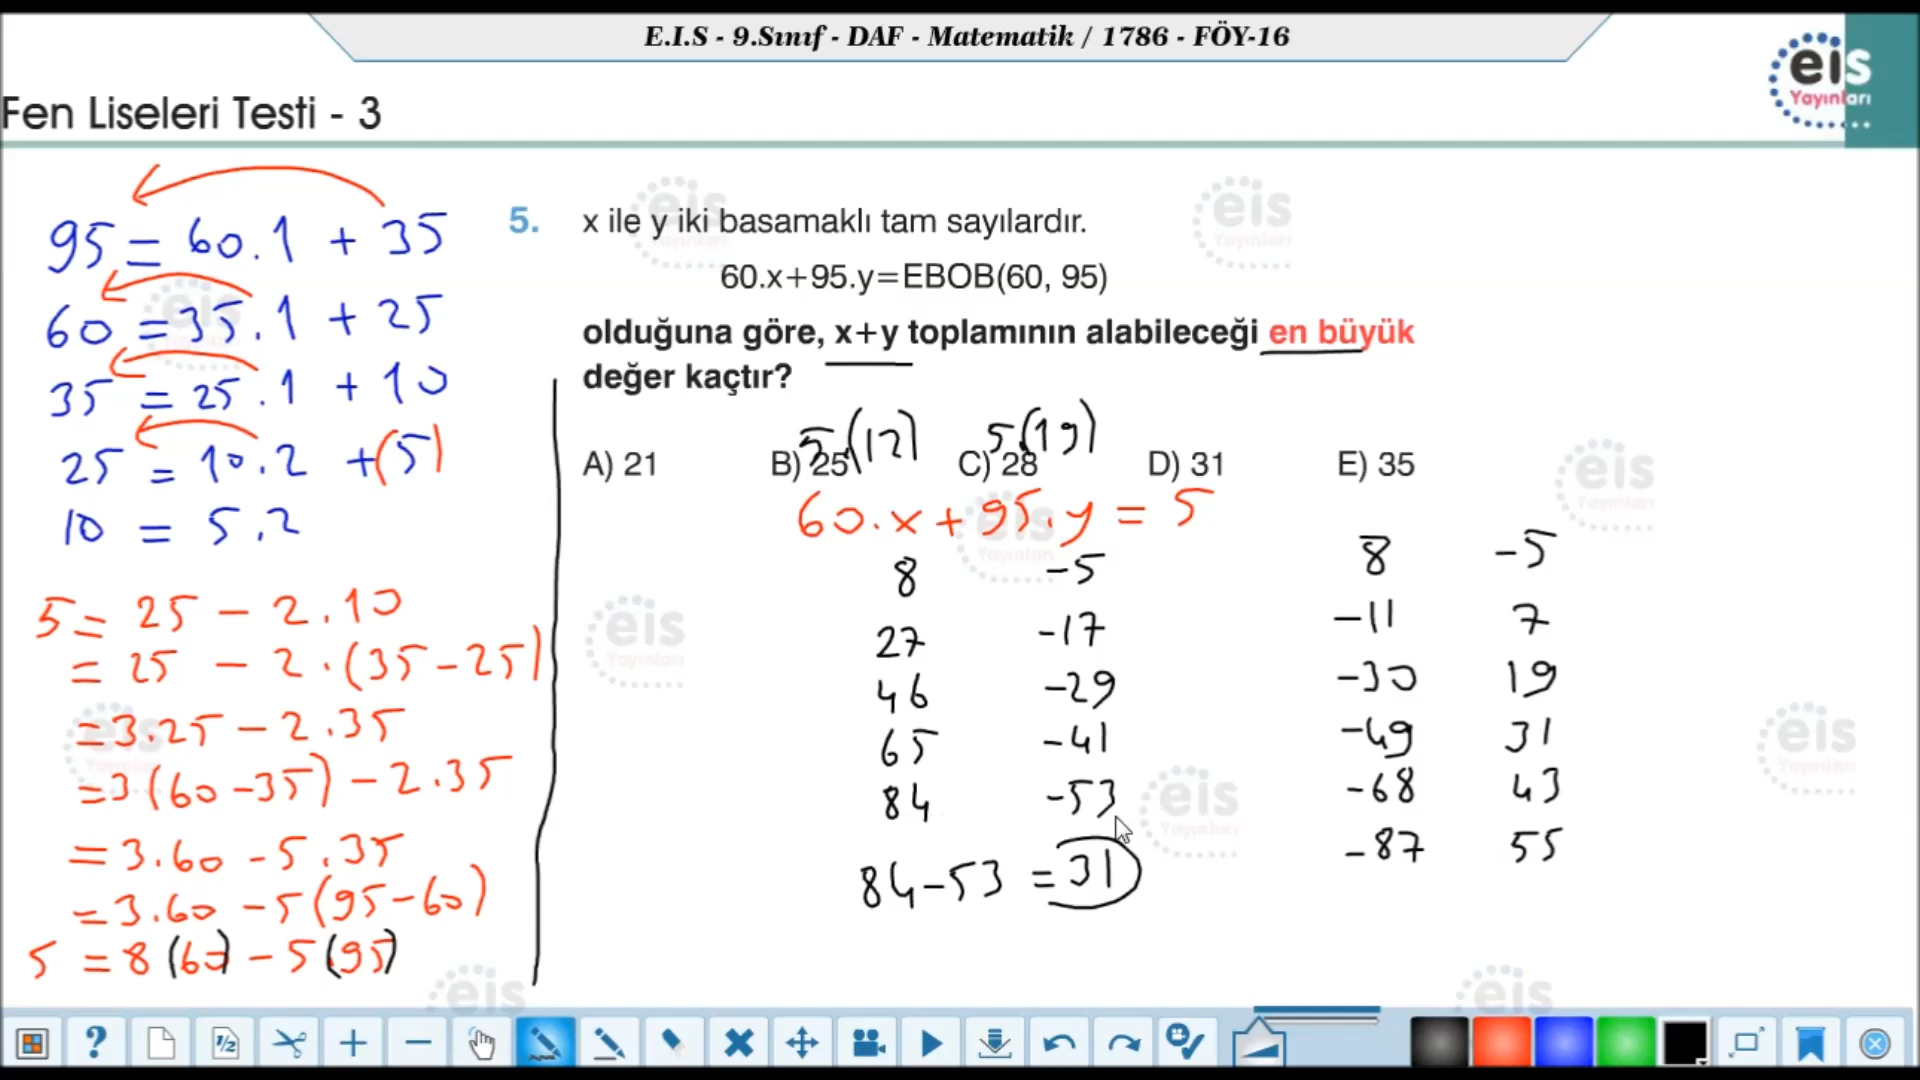 E.I.S - 9.Sınıf - DAF - Matematik / 1786 - FÖY-16
eis
Yayınları
Fen Liseleri Testi - 3
95 = 60.1 + 35
60 = 35.1 + 25
35 = 25.1 + 10
25 = 10.2 + (5)
10 = 5.2
5 = 25 - 2.10
= 25 - 2.(35-25)
= 3.25 - 2.35
= 3(60-35) - 2.35
= 3.60 - 5.35
= 3.60 - 5(95-60)
5 = 8(60) - 5(95)
5. x ile y iki basamaklı tam sayılardır.
60.x+95.y=EBOB(60, 95)
olduğuna göre, x+y toplamının alabileceği en büyük
değer kaçtır?
5.(12) 5.(19)
A) 21 B) 25 C) 28 D) 31 E) 35
60.x + 95.y = 5
8 -5
27 -17
46 -29
65 -41
84 -53
84-53 = 31
8 -5
-11 7
-30 19
-49 31
-68 43
-87 55